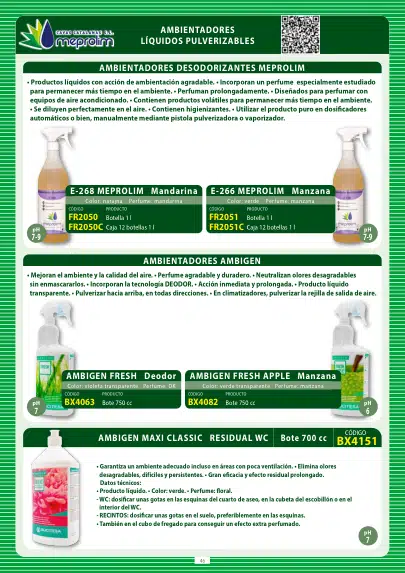 CAVAS CATALANAS S.L.
meprolim
AMBIENTADORES
LÍQUIDOS PULVERIZABLES
AMBIENTADORES DESODORIZANTES MEPROLIM
• Productos líquidos con acción de ambientación agradable. • Incorporan un perfume especialmente estudiado
para permanecer más tiempo en el ambiente. • Perfuman prolongadamente. • Diseñados para perfumar con
equipos de aire acondicionado. • Contienen productos volátiles para permanecer más tiempo en el ambiente.
• Se diluyen perfectamente en el aire. • Contienen higienizantes. • Utilizar el producto puro en dosificadores
automáticos o bien, manualmente mediante pistola pulverizadora o vaporizador.
E-268 MEPROLIM Mandarina
Color: naranja Perfume: mandarina
CÓDIGO PRODUCTO
FR2050 Botella 1 l
FR2050C Caja 12 botellas 1 l
pH
7-9
E-266 MEPROLIM Manzana
Color: verde Perfume: manzana
CÓDIGO PRODUCTO
FR2051 Botella 1 l
FR2051C Caja 12 botellas 1 l
pH
7-9
AMBIENTADORES AMBIGEN
• Mejoran el ambiente y la calidad del aire. • Perfume agradable y duradero. • Neutralizan olores desagradables
sin enmascararlos. • Incorporan la tecnología DEODOR. • Acción inmediata y prolongada. • Producto líquido
transparente. • Pulverizar hacia arriba, en todas direcciones. • En climatizadores, pulverizar la rejilla de salida de aire.
AMBIGEN FRESH Deodor
Color: violeta transparente Perfume: D6
CÓDIGO PRODUCTO
BX4063 Bote 750 cc
pH
7
AMBIGEN FRESH APPLE Manzana
Color: verde transparente Perfume: manzana
CÓDIGO PRODUCTO
BX4082 Bote 750 cc
pH
6
AMBIGEN MAXI CLASSIC RESIDUAL WC Bote 700 cc
CÓDIGO
BX4151
• Garantiza un ambiente adecuado incluso en áreas con poca ventilación. • Elimina olores
desagradables, difíciles y persistentes. • Gran eficacia y efecto residual prolongado.
Datos técnicos:
• Producto líquido. • Color: verde. • Perfume: floral.
• WC: dosificar unas gotas en las esquinas del cuarto de aseo, en la cubeta del escobillón o en el
interior del WC.
• RECINTOS: dosificar unas gotas en el suelo, preferiblemente en las esquinas.
• También en el cubo de fregado para conseguir un efecto extra perfumado.
pH
7